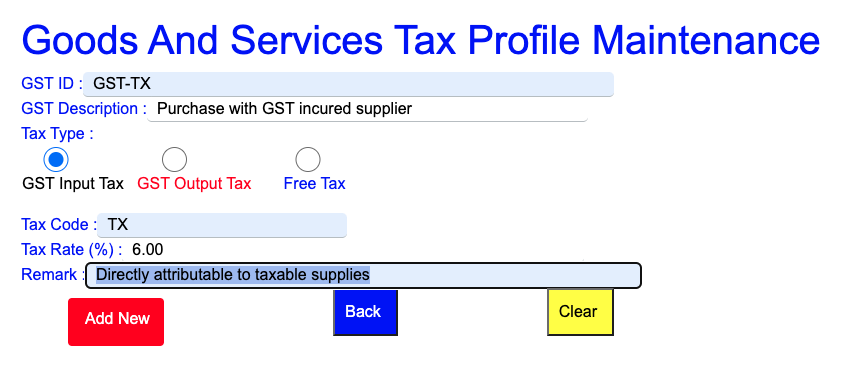 Goods And Services Tax Profile Maintenance
GST ID : GST-TX
GST Description : Purchase with GST incured supplier
Tax Type :
GST Input Tax GST Output Tax Free Tax
Tax Code : TX
Tax Rate (%) : 6.00
Remark : Directly attributable to taxable supplies
Add New Back Clear